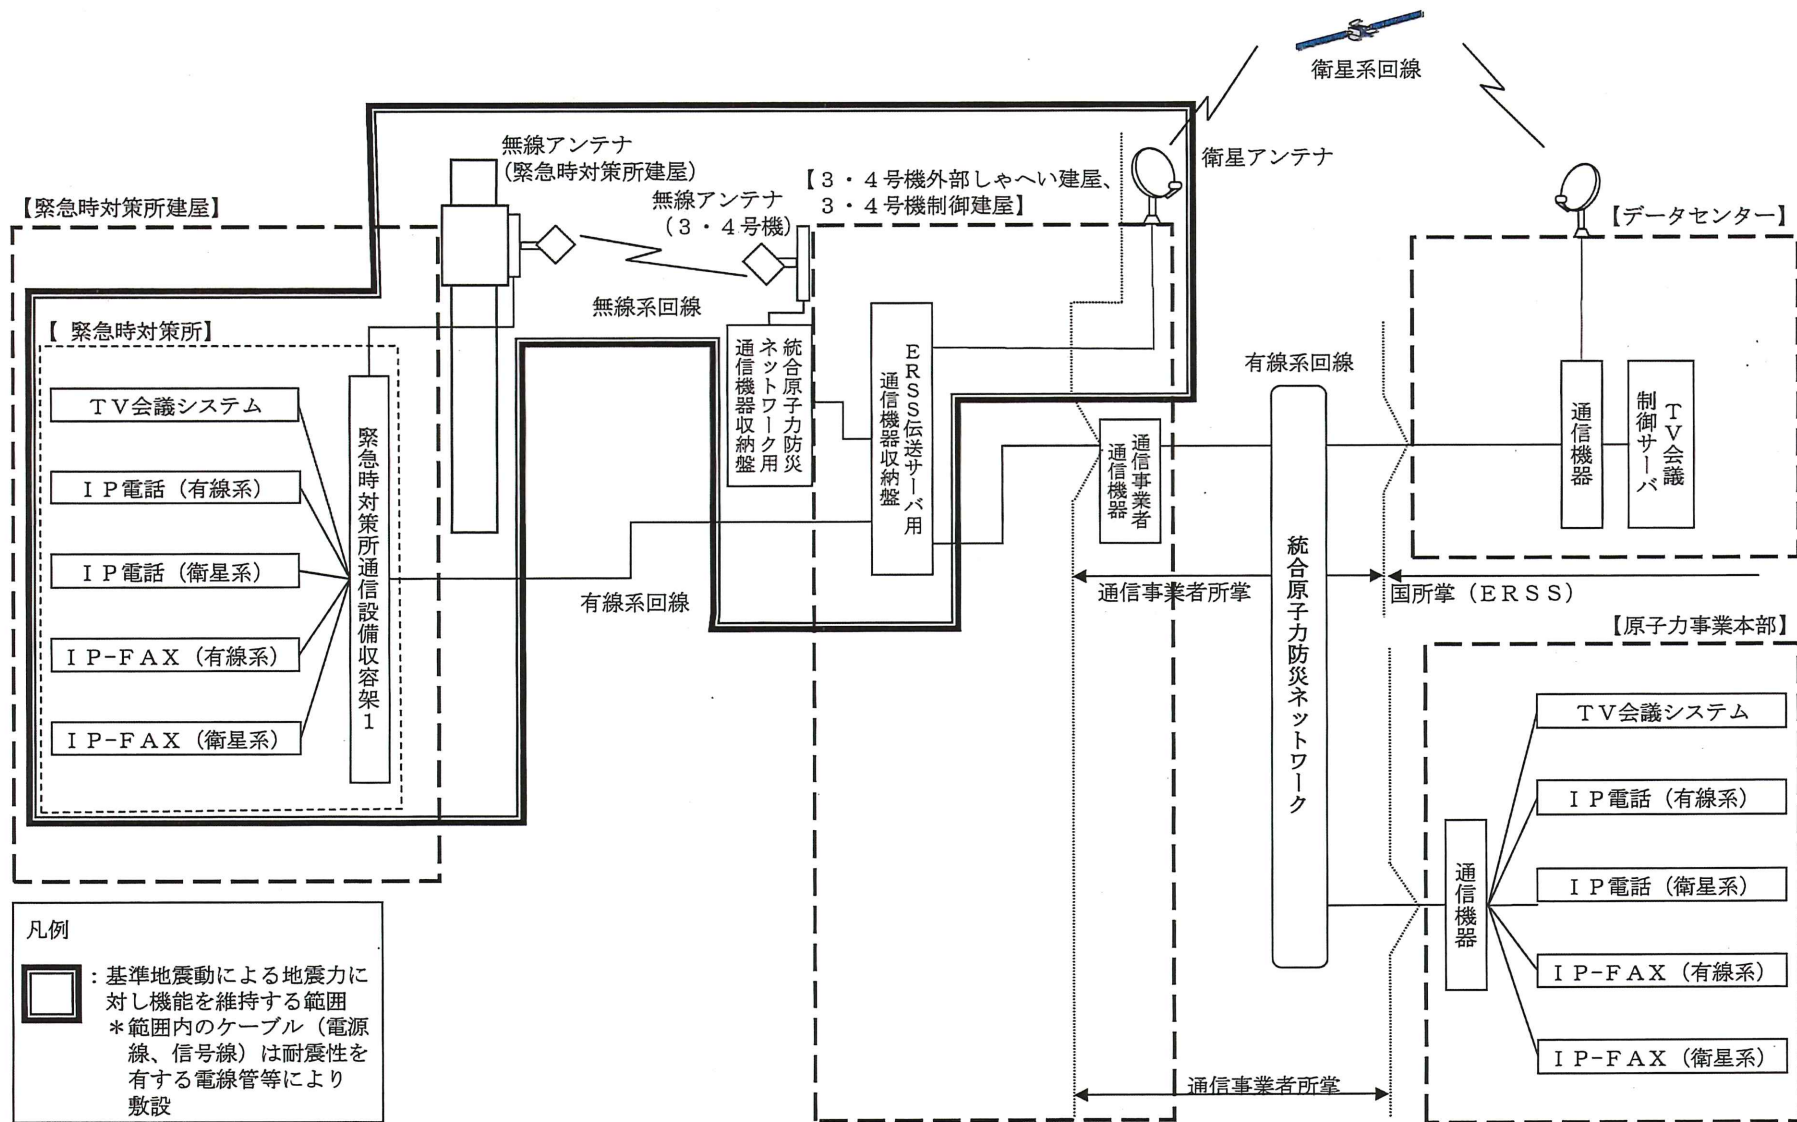 衛星系回線
無線アンテナ
(緊急時対策所建屋)
無線アンテナ
(3・4号機)
【3・4号機外部しゃへい建屋、
3・4号機制御建屋】
衛星アンテナ
【緊急時対策所建屋】
【データセンター】
無線系回線
【 緊急時対策所】
TV会議システム
IP電話(有線系)
IP電話(衛星系)
IP-FAX(有線系)
IP-FAX(衛星系)
緊急時対策所通信設備収容架1
統合原子力防災
ネットワーク用
通信機器収納盤
ERSS伝送サーバ用
通信機器収納盤
有線系回線
通信事業者
通信機器
有線系回線
統合原子力防災ネットワーク
通信機器
TV会議
制御サーバ
通信事業者所掌
国所掌(ERSS)
【原子力事業本部】
通信機器
TV会議システム
IP電話(有線系)
IP電話(衛星系)
IP-FAX(有線系)
IP-FAX(衛星系)
通信事業者所掌
凡例
:基準地震動による地震力に
対し機能を維持する範囲
*範囲内のケーブル(電源
線、信号線)は耐震性を
有する電線管等により
敷設